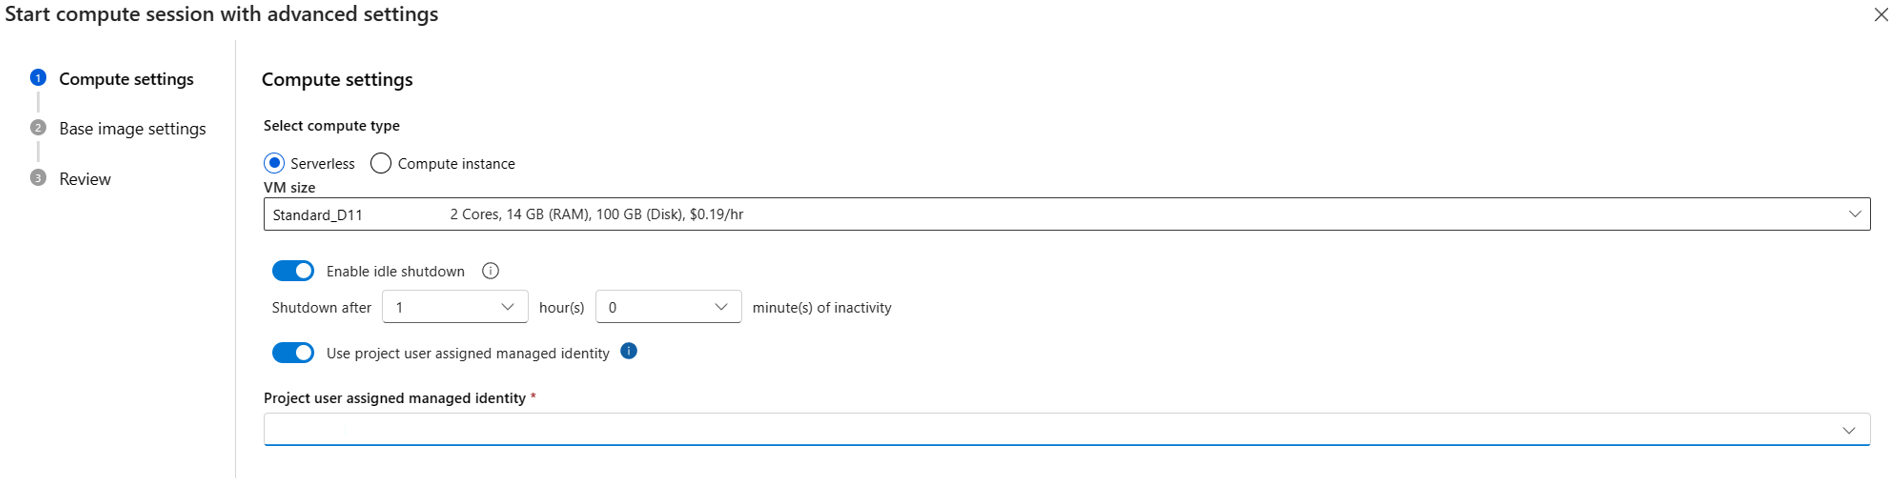 Start compute session with advanced settings
1 Compute settings
2 Base image settings
3 Review
Compute settings
Select compute type
Serverless Compute instance
VM size
Standard_D11 2 Cores, 14 GB (RAM), 100 GB (Disk), $0.19/hr
Enable idle shutdown i
Shutdown after 1 hour(s) 0 minute(s) of inactivity
Use project user assigned managed identity i
Project user assigned managed identity *